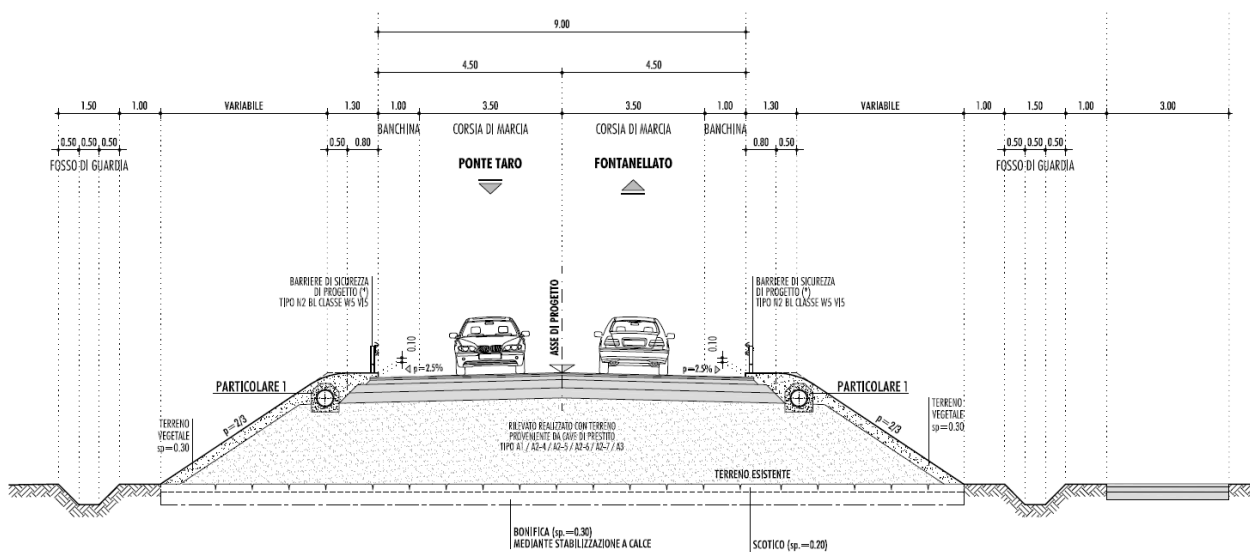 9.00
4.50 4.50
1.50 1.00 VARIABILE 1.30 1.00 3.50 3.50 1.00 1.30 VARIABILE 1.00 1.50 1.00 3.00
BANCHINA CORSIA DI MARCIA CORSIA DI MARCIA BANCHINA
0.50 0.50 0.50 0.50 0.80 0.80 0.50 0.50 0.50 0.50
FOSSO DI GUARDIA PONTE TARO FONTANELLATO FOSSO DI GUARDIA
BARRIERE DI SICUREZZA
DI PROGETTO (*)
TIPO N2 BL CLASSE W5 VI5
ASSE DI PROGETTO
BARRIERE DI SICUREZZA
DI PROGETTO (*)
TIPO N2 BL CLASSE W5 VI5
0.10 0.10
p=2.5% p=2.5%
PARTICOLARE 1 PARTICOLARE 1
TERRENO
VEGETALE
sp=0.30
p=2/3
RILEVATO REALIZZATO CON TERRENO
PROVENIENTE DA CAVE DI PRESTITO
TIPO A1 / A2-4 / A2-5 / A2-6 / A2-7 / A3
p=2/3
TERRENO
VEGETALE
sp=0.30
TERRENO ESISTENTE
BONIFICA (sp.=0.30)
MEDIANTE STABILIZZAZIONE A CALCE
SCOTICO (sp.=0.20)